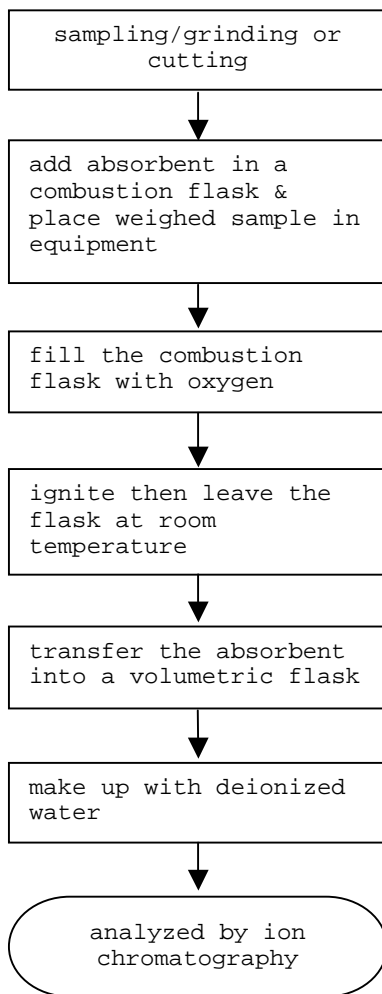 sampling/grinding or
cutting
add absorbent in a
combustion flask &
place weighed sample in
equipment
fill the combustion
flask with oxygen
ignite then leave the
flask at room
temperature
transfer the absorbent
into a volumetric flask
make up with deionized
water
analyzed by ion
chromatography